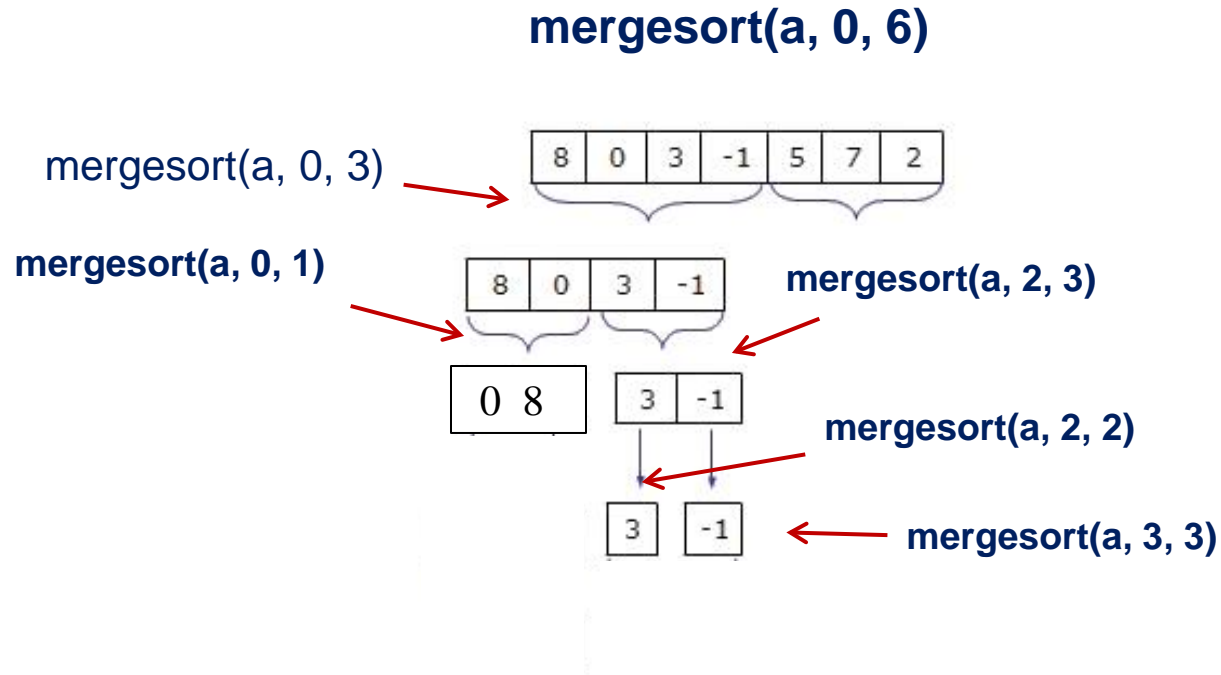 mergesort(a, 0, 6)
mergesort(a, 0, 3)
8 0 3 -1 5 7 2
mergesort(a, 0, 1)
8 0 3 -1
mergesort(a, 2, 3)
0 8
3 -1
mergesort(a, 2, 2)
3 -1
mergesort(a, 3, 3)